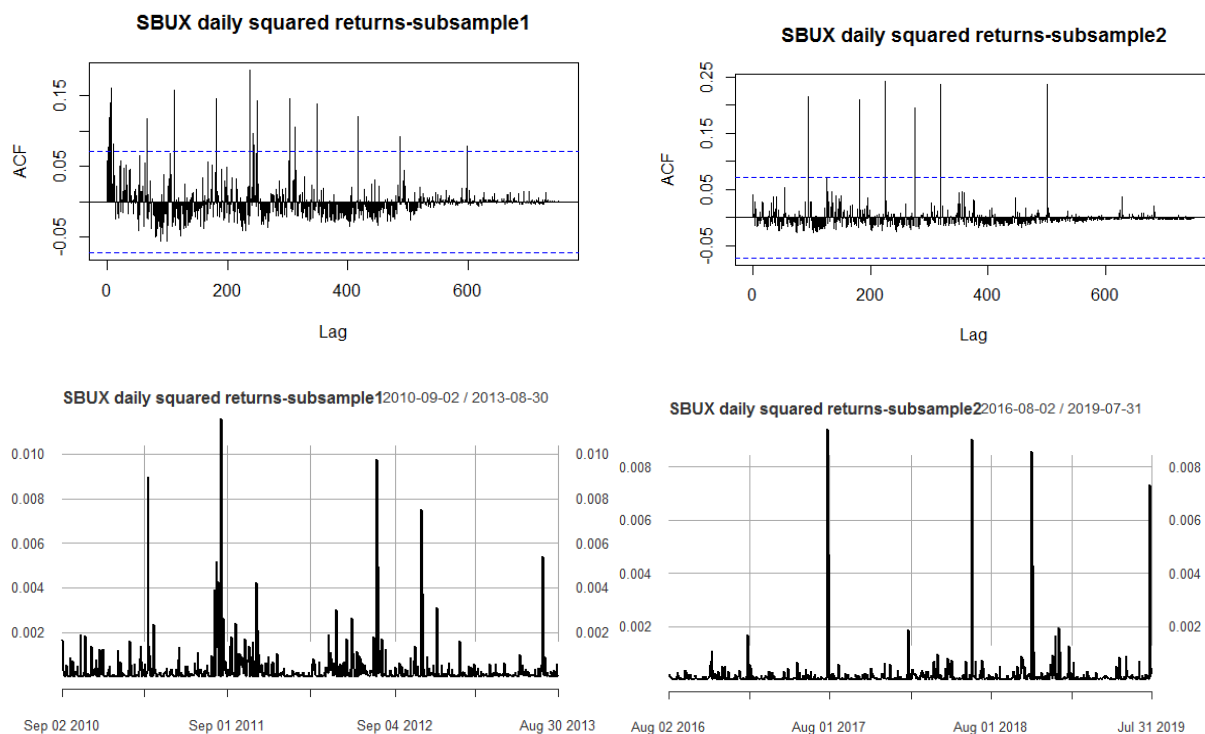 SBUX daily squared returns-subsample1
ACF
0.15
0.05
-0.05
0 200 400 600
Lag
SBUX daily squared returns-subsample2
ACF
0.25
0.15
0.05
-0.05
0 200 400 600
Lag
SBUX daily squared returns-subsample1 2010-09-02 / 2013-08-30
0.010 0.010
0.008 0.008
0.006 0.006
0.004 0.004
0.002 0.002
Sep 02 2010 Sep 01 2011 Sep 04 2012 Aug 30 2013
SBUX daily squared returns-subsample2 2016-08-02 / 2019-07-31
0.008 0.008
0.006 0.006
0.004 0.004
0.002 0.002
Aug 02 2016 Aug 01 2017 Aug 01 2018 Jul 31 2019